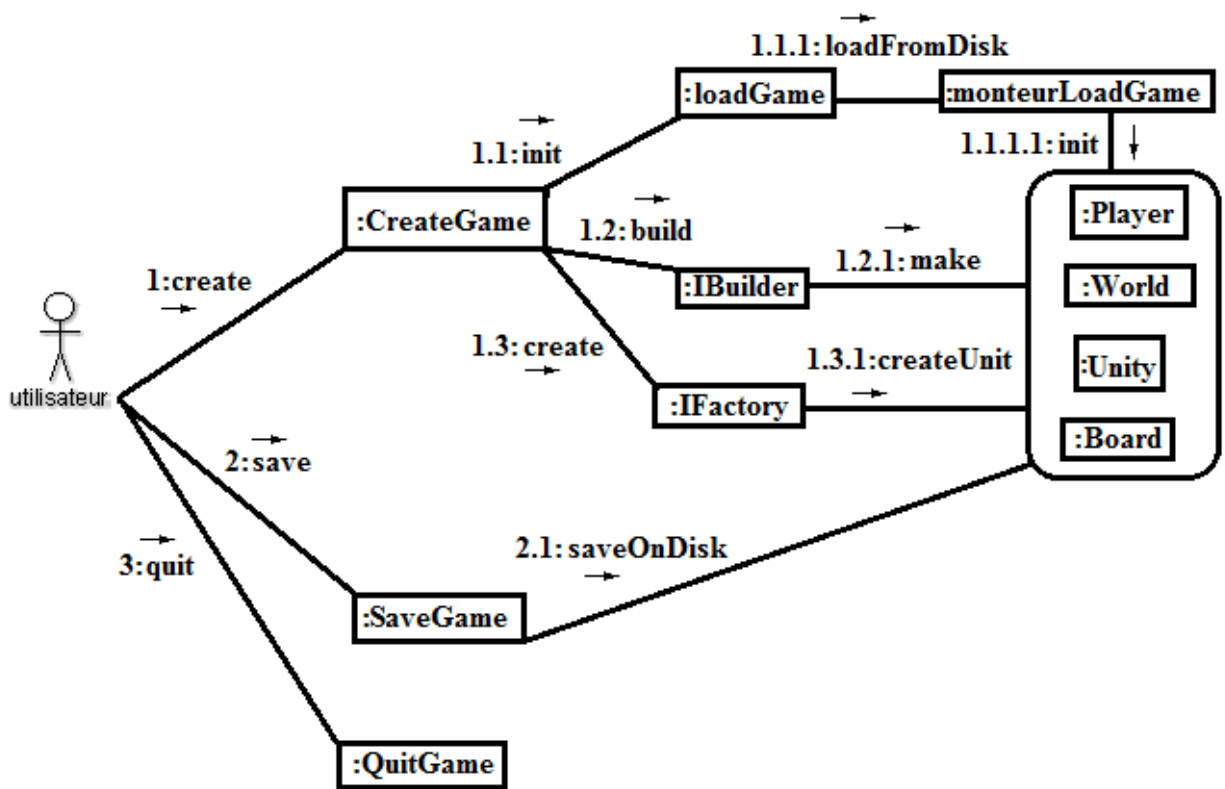 1.1.1: loadFromDisk
:loadGame
:monteurLoadGame
1.1: init
1.1.1.1: init
:CreateGame
:Player
1.2: build
1.2.1: make
1:create
:IBuilder
:World
1.3: create
1.3.1:createUnit
:Unity
utilisateur
:IFactory
:Board
2:save
3:quit
2.1: saveOnDisk
:SaveGame
:QuitGame